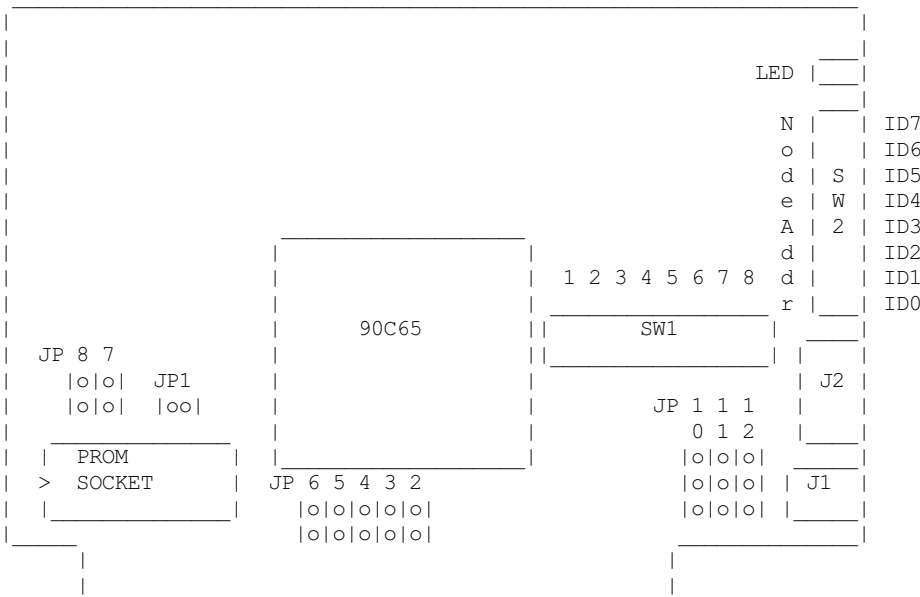 LED
N ID7
o ID6
d S ID5
e W ID4
A 2 ID3
d ID2
1 2 3 4 5 6 7 8 d ID1
r ID0
90C65 SW1
JP 8 7
|o|o| JP1 J2
|o|o| |oo| JP 1 1 1
0 1 2
PROM |o|o|o|
> SOCKET JP 6 5 4 3 2 |o|o|o| J1
|o|o|o|o|o| |o|o|o|
|o|o|o|o|o|